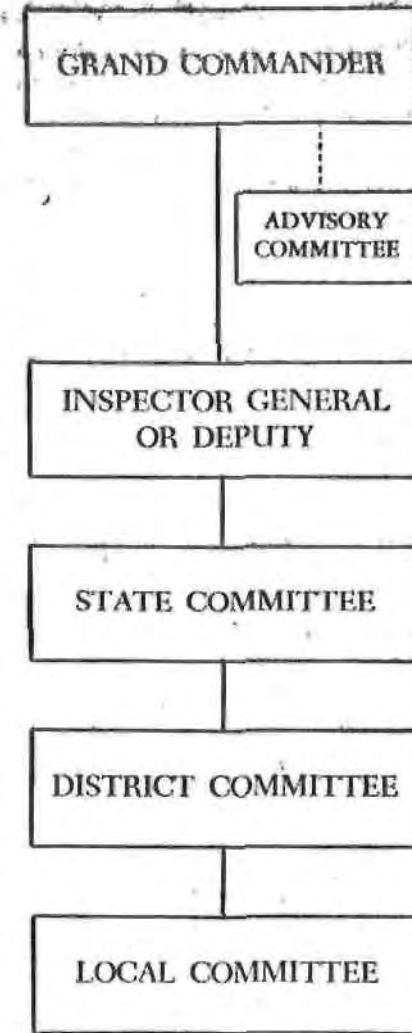 GRAND COMMANDER
ADVISORY
COMMITTEE
INSPECTOR GENERAL
OR DEPUTY
STATE COMMITTEE
DISTRICT COMMITTEE
LOCAL COMMITTEE